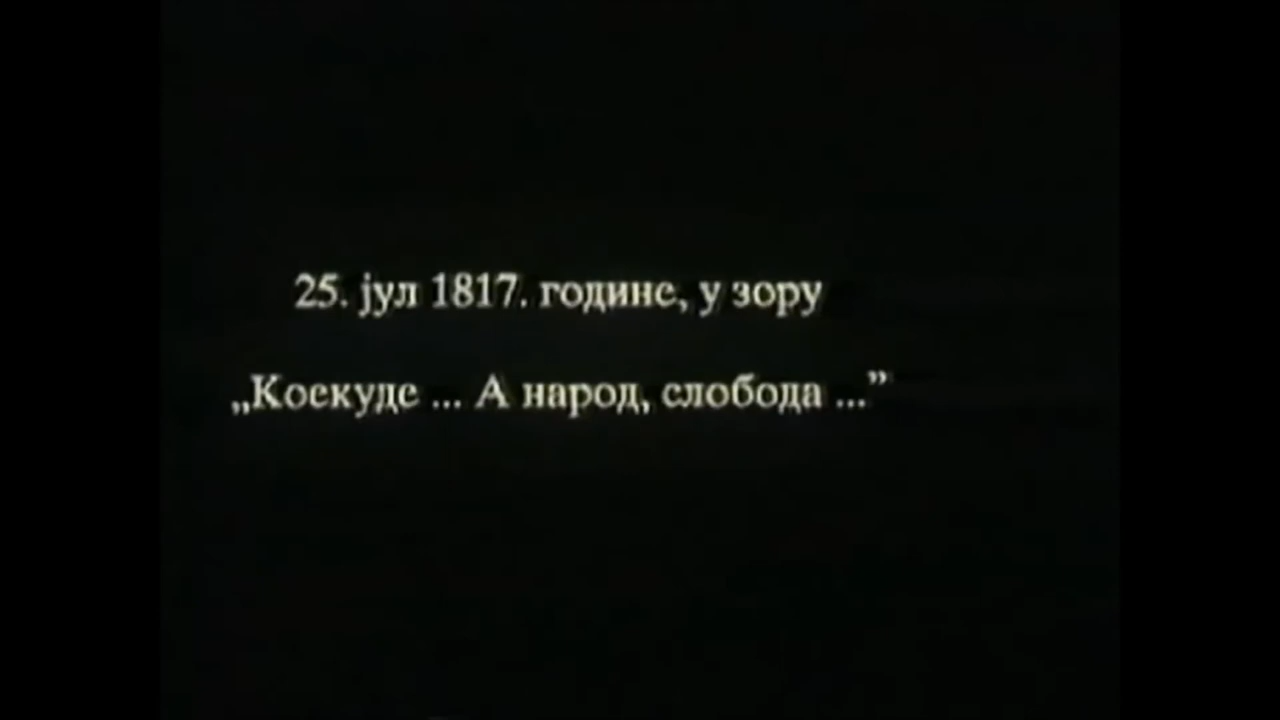 25. јул 1817. године, у зору
„Коекуде ... А народ, слобода ...”